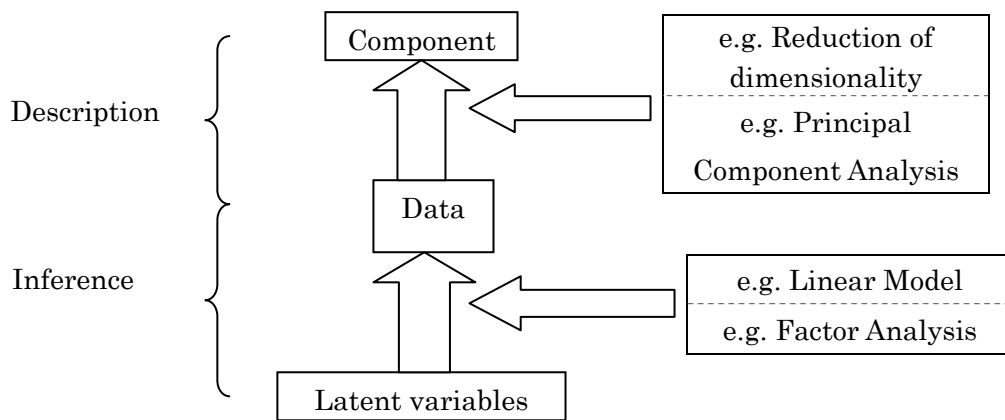 Component
e.g. Reduction of
dimensionality
Description
e.g. Principal
Component Analysis
Data
Inference
e.g. Linear Model
e.g. Factor Analysis
Latent variables